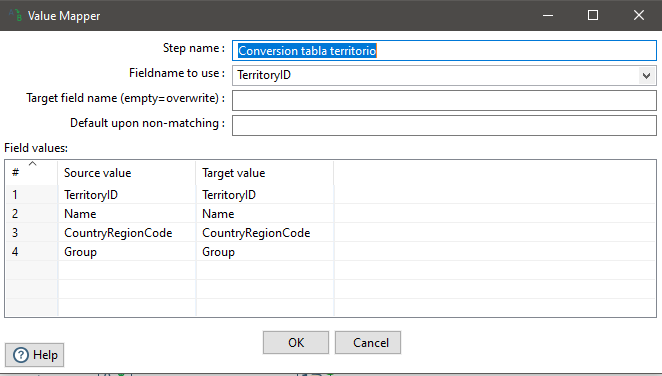 Value Mapper
Step name :
Conversion tabla territorio
Fieldname to use :
TerritoryID
Target field name (empty=overwrite) :
Default upon non-matching :
Field values:
# Source value Target value
1 TerritoryID TerritoryID
2 Name Name
3 CountryRegionCode CountryRegionCode
4 Group Group
OK Cancel
? Help